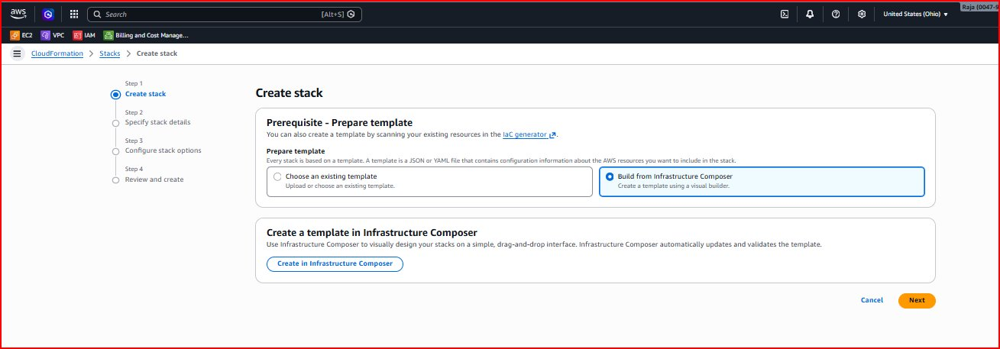 aws
Search
[Alt+S]
United States (Ohio)
Raja (0047-9
EC2
VPC
IAM
Billing and Cost Manage...
CloudFormation
Stacks
Create stack
Step 1
Create stack
Step 2
Specify stack details
Step 3
Configure stack options
Step 4
Review and create
Create stack
Prerequisite - Prepare template
You can also create a template by scanning your existing resources in the IaC generator .
Prepare template
Every stack is based on a template. A template is a JSON or YAML file that contains configuration information about the AWS resources you want to include in the stack.
Choose an existing template
Upload or choose an existing template.
Build from Infrastructure Composer
Create a template using a visual builder.
Create a template in Infrastructure Composer
Use Infrastructure Composer to visually design your stacks on a simple, drag-and-drop interface. Infrastructure Composer automatically updates and validates the template.
Create in Infrastructure Composer
Cancel
Next